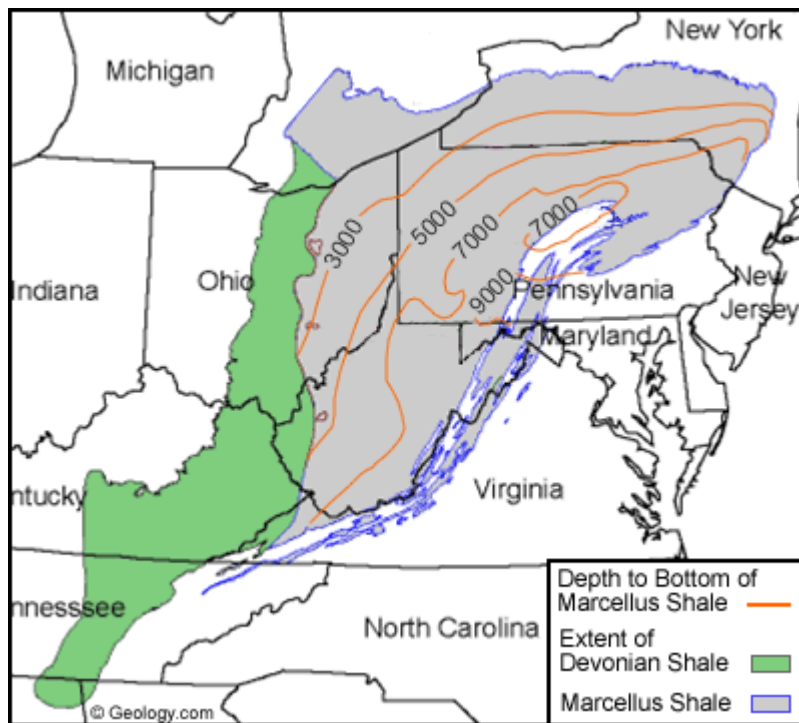 New York
Michigan
3000
5000
7000
7000
9000
Ohio
Indiana
Pennsylvania
New
Jersey
Maryland
ntucky
Virginia
nnesssee
North Carolina
Depth to Bottom of
Marcellus Shale
Extent of
Devonian Shale
Marcellus Shale
© Geology.com